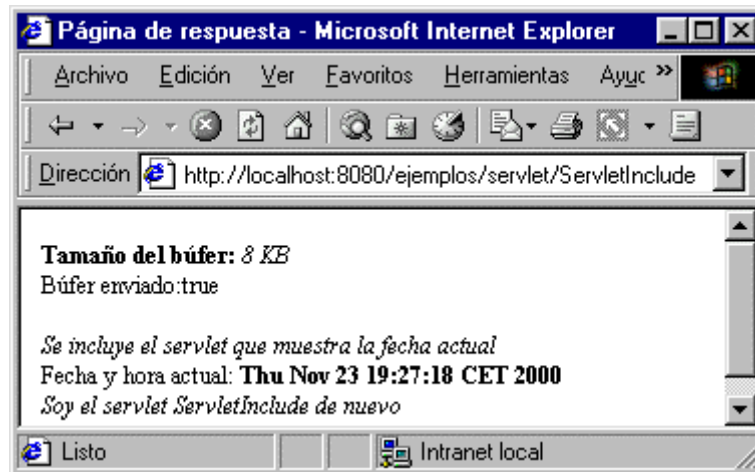 Página de respuesta - Microsoft Internet Explorer
Archivo Edición Ver Favoritos Herramientas Ayuc »
Dirección http://localhost:8080/ejemplos/servlet/ServletInclude
Tamaño del búfer: 8 KB
Búfer enviado:true
Se incluye el servlet que muestra la fecha actual
Fecha y hora actual: Thu Nov 23 19:27:18 CET 2000
Soy el servlet ServletInclude de nuevo
Listo Intranet local